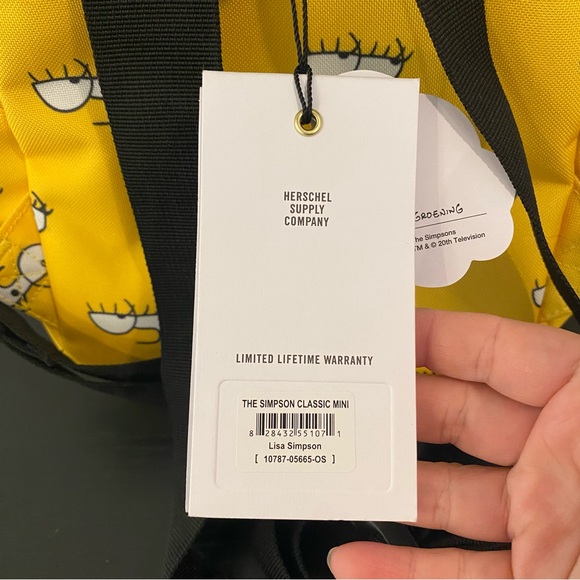 HERSCHEL
SUPPLY
COMPANY
GROENING
The Simpsons
TM & © 20th Television
LIMITED LIFETIME WARRANTY
THE SIMPSON CLASSIC MINI
8 28432 55107 1
Lisa Simpson
[ 10787-05665-OS ]